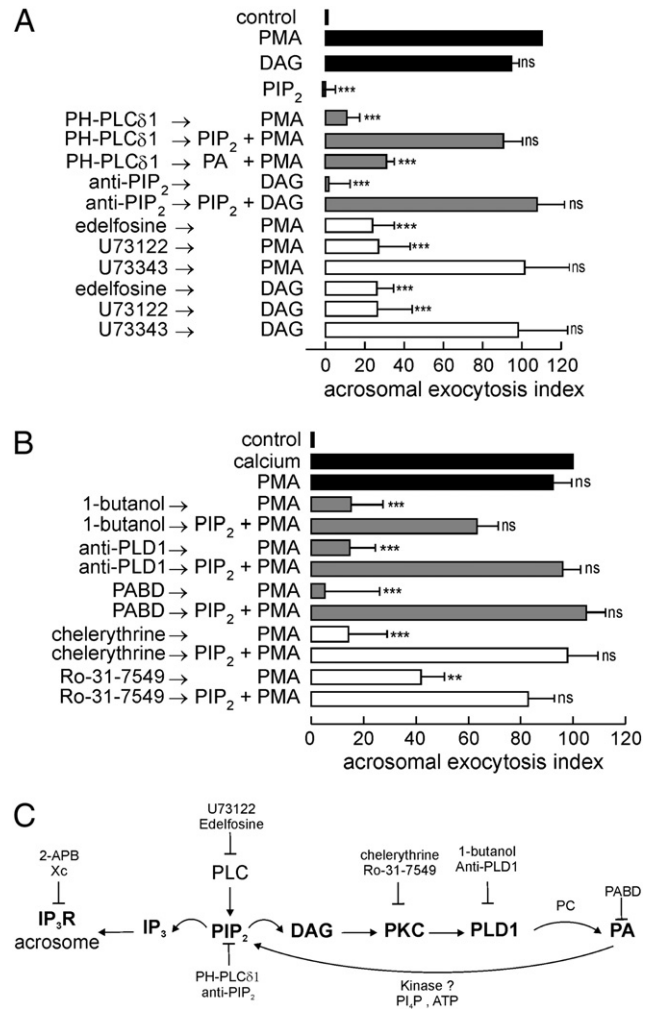 A
control
PMA
DAG ns
PIP2 ***
PH-PLCδ1 → PMA ***
PH-PLCδ1 → PIP2 + PMA ns
PH-PLCδ1 → PA + PMA ***
anti-PIP2 → DAG ***
anti-PIP2 → PIP2 + DAG ns
edelfosine → PMA ***
U73122 → PMA ***
U73343 → PMA ns
edelfosine → DAG ***
U73122 → DAG ***
U73343 → DAG ns
0 20 40 60 80 100 120
acrosomal exocytosis index
B
control
calcium
PMA ns
1-butanol → PMA ***
1-butanol → PIP2 + PMA ns
anti-PLD1 → PMA ***
anti-PLD1 → PIP2 + PMA ns
PABD → PMA ***
PABD → PIP2 + PMA ns
chelerythrine → PMA ***
chelerythrine → PIP2 + PMA ns
Ro-31-7549 → PMA **
Ro-31-7549 → PIP2 + PMA ns
0 20 40 60 80 100 120
acrosomal exocytosis index
C
U73122
Edelfosine
2-APB
Xc
PLC
chelerythrine
Ro-31-7549
1-butanol
Anti-PLD1
PABD
PC
IP3R
acrosome
IP3 PIP2 DAG PKC PLD1 PA
PH-PLCδ1
anti-PIP2
Kinase ?
PI4P , ATP